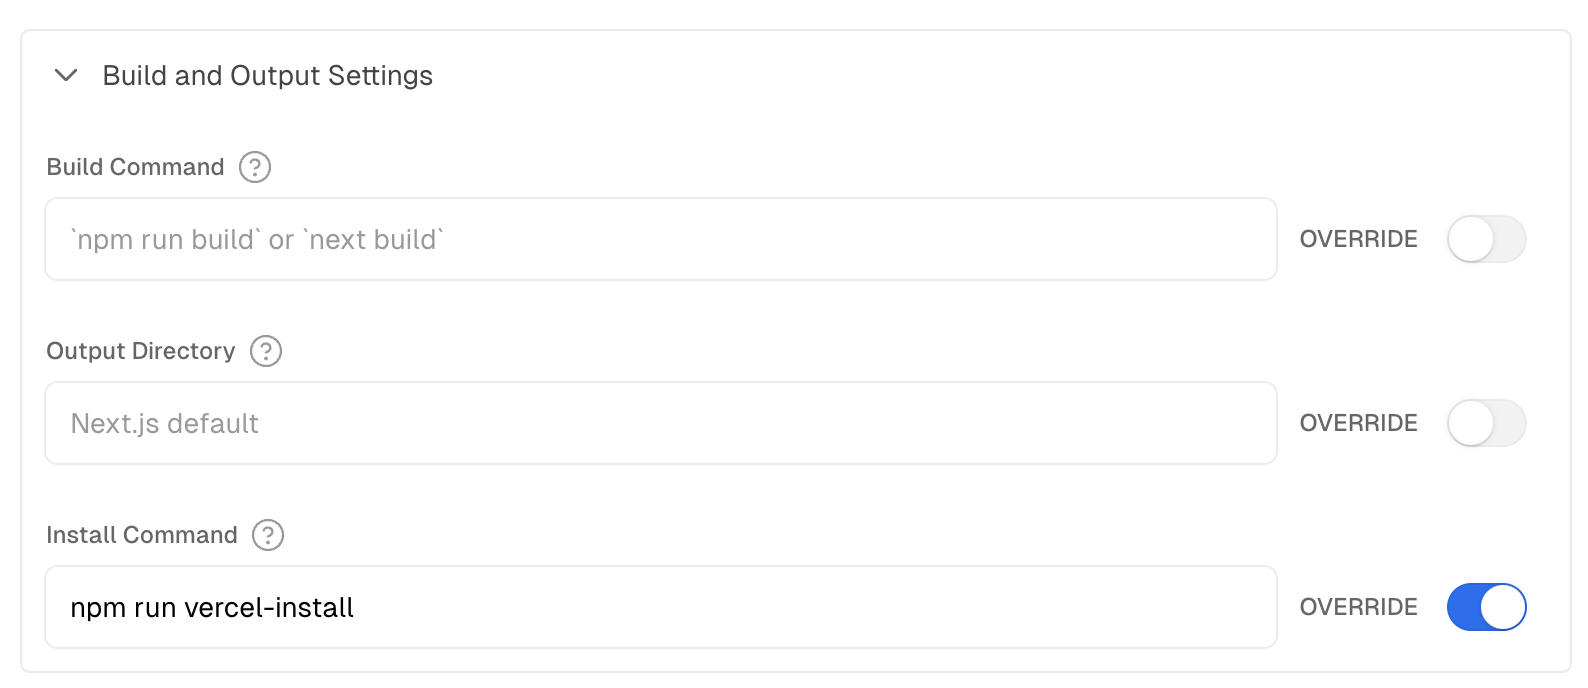 Build and Output Settings
Build Command ?
`npm run build` or `next build`
OVERRIDE
Output Directory ?
Next.js default
OVERRIDE
Install Command ?
npm run vercel-install
OVERRIDE